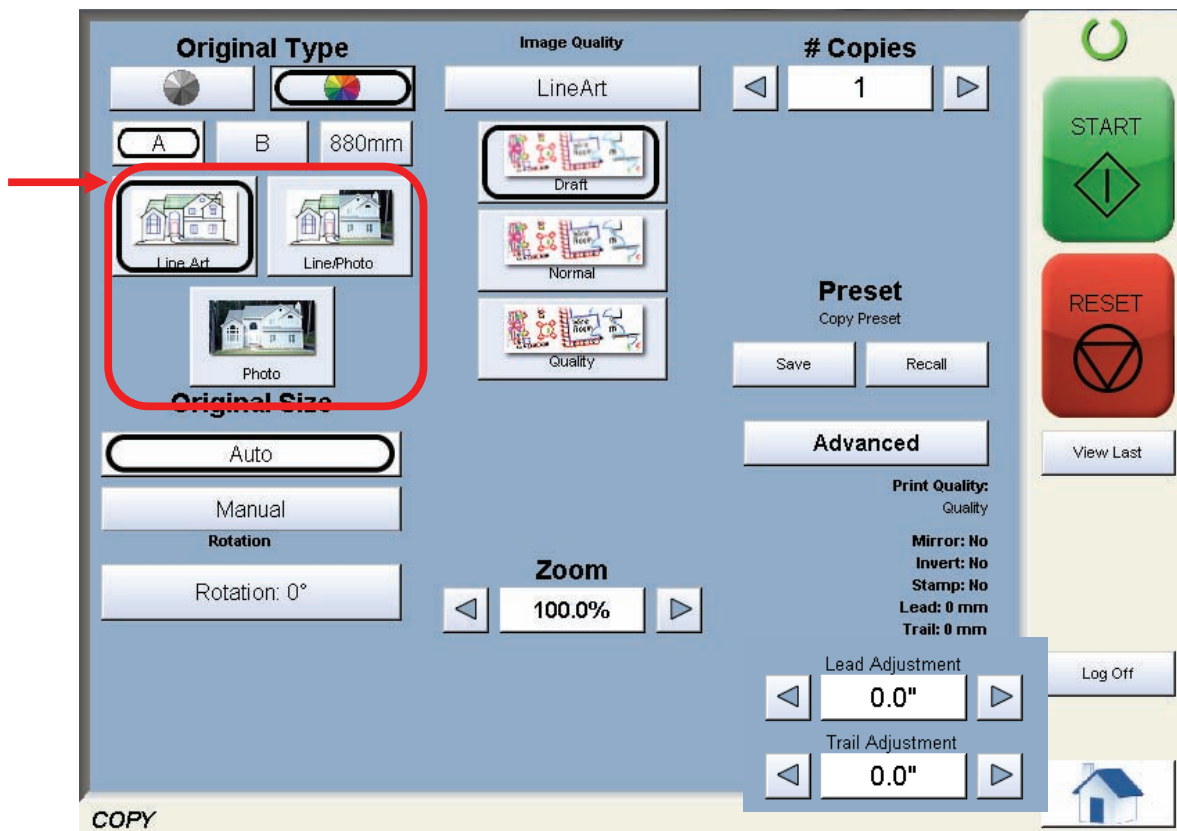 Original Type
A
B
880mm
Line Art
Line/Photo
Photo
Original Size
Auto
Manual
Rotation
Rotation: 0°
Image Quality
LineArt
Draft
Normal
Quality
Zoom
100.0%
# Copies
1
Preset
Copy Preset
Save
Recall
Advanced
Print Quality:
Quality
Mirror: No
Invert: No
Stamp: No
Lead: 0 mm
Trail: 0 mm
Lead Adjustment
0.0"
Trail Adjustment
0.0"
START
RESET
View Last
Log Off
COPY